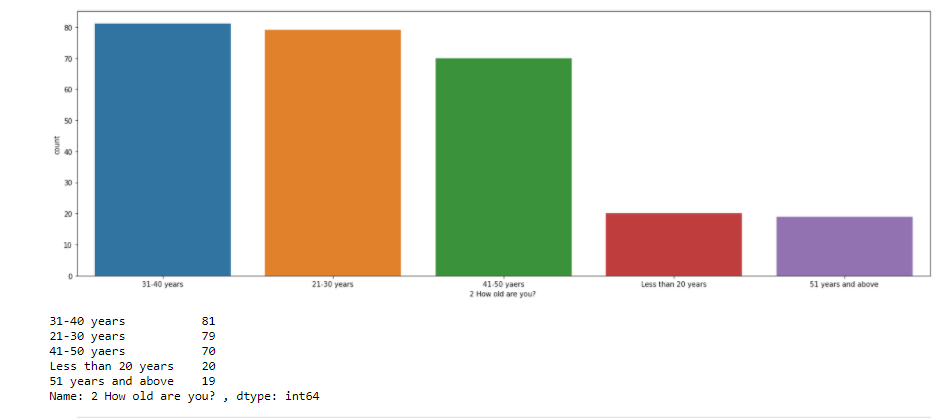 80
70
60
50
40
30
20
10
0
count
31-40 years 21-30 years 41-50 yaers Less than 20 years 51 years and above
2 How old are you?
31-40 years 81
21-30 years 79
41-50 yaers 70
Less than 20 years 20
51 years and above 19
Name: 2 How old are you? , dtype: int64